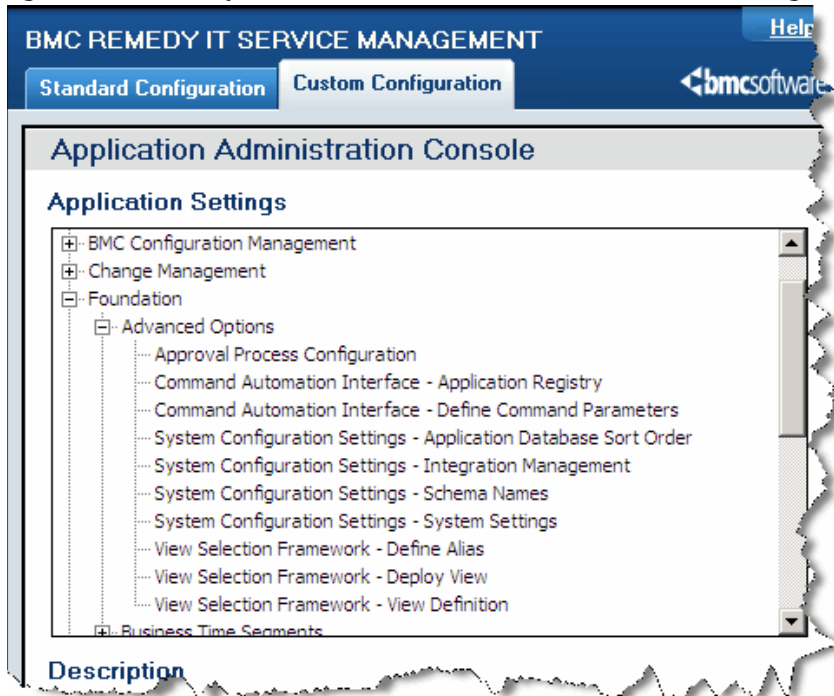 Help
BMC REMEDY IT SERVICE MANAGEMENT
Standard Configuration
Custom Configuration
bmcsoftware
Application Administration Console
Application Settings
BMC Configuration Management
Change Management
Foundation
Advanced Options
Approval Process Configuration
Command Automation Interface - Application Registry
Command Automation Interface - Define Command Parameters
System Configuration Settings - Application Database Sort Order
System Configuration Settings - Integration Management
System Configuration Settings - Schema Names
System Configuration Settings - System Settings
View Selection Framework - Define Alias
View Selection Framework - Deploy View
View Selection Framework - View Definition
Business Time Segments
Description